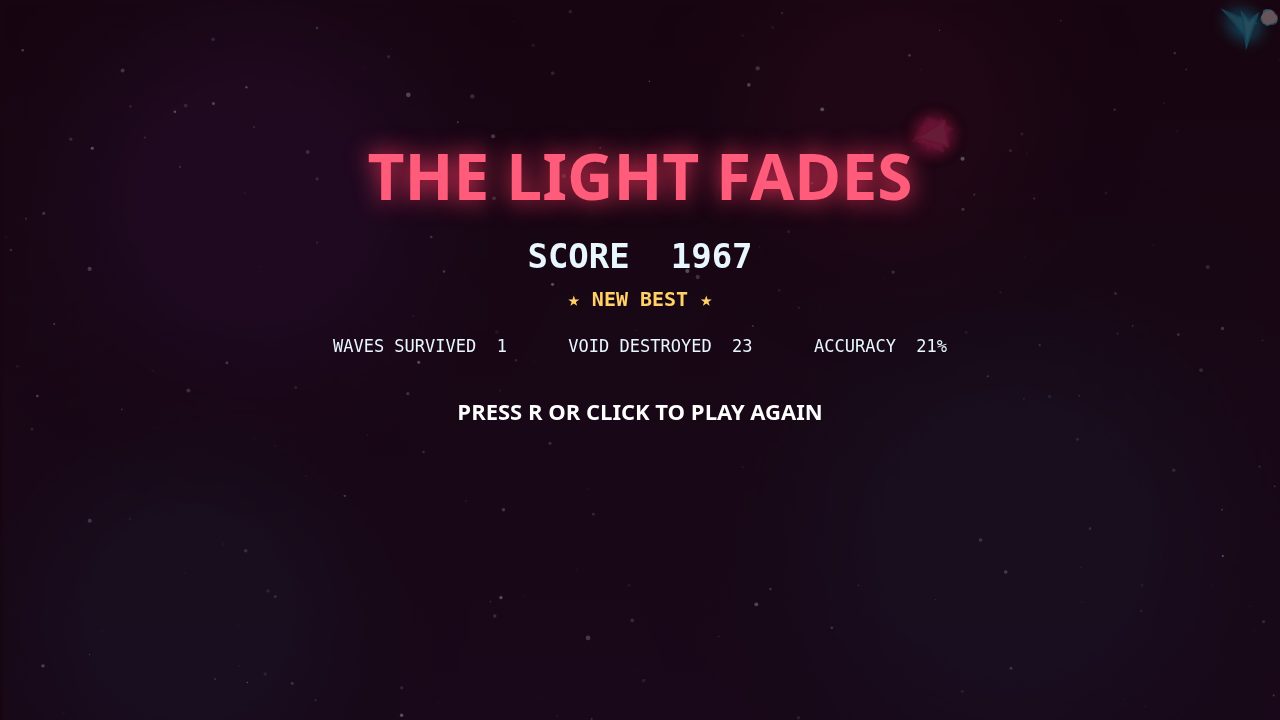 THE LIGHT FADES
SCORE 1967
★ NEW BEST ★
WAVES SURVIVED 1 VOID DESTROYED 23 ACCURACY 21%
PRESS R OR CLICK TO PLAY AGAIN